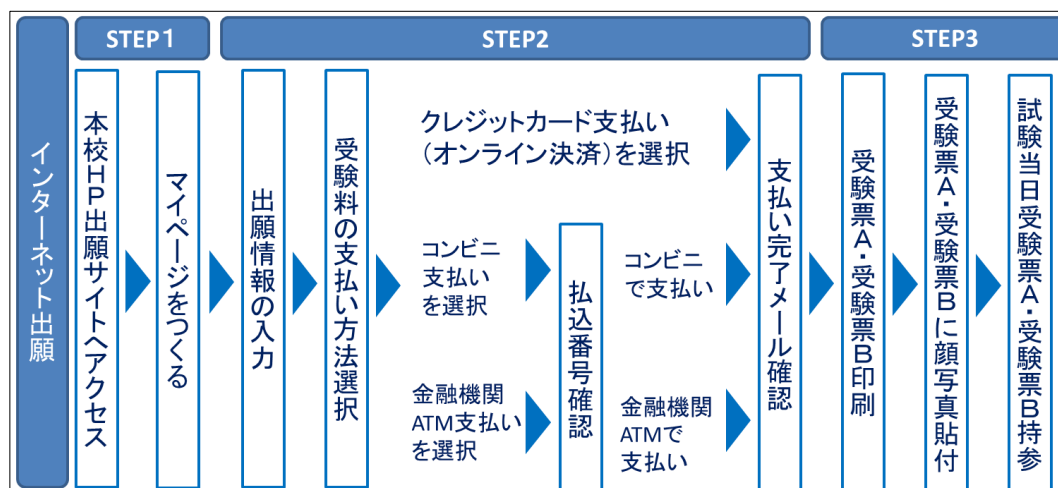 STEP1
STEP2
STEP3
インターネット出願
本校HP出願サイトへアクセス
マイページをつくる
出願情報の入力
受験料の支払い方法選択
クレジットカード支払い
（オンライン決済）を選択
コンビニ
支払い
を選択
金融機関
ATM支払い
を選択
払込番号確認
コンビニ
で支払い
金融機関
ATMで
支払い
支払い完了メール確認
受験票A・受験票B印刷
受験票A・受験票Bに顔写真貼付
試験当日受験票A・受験票B持参